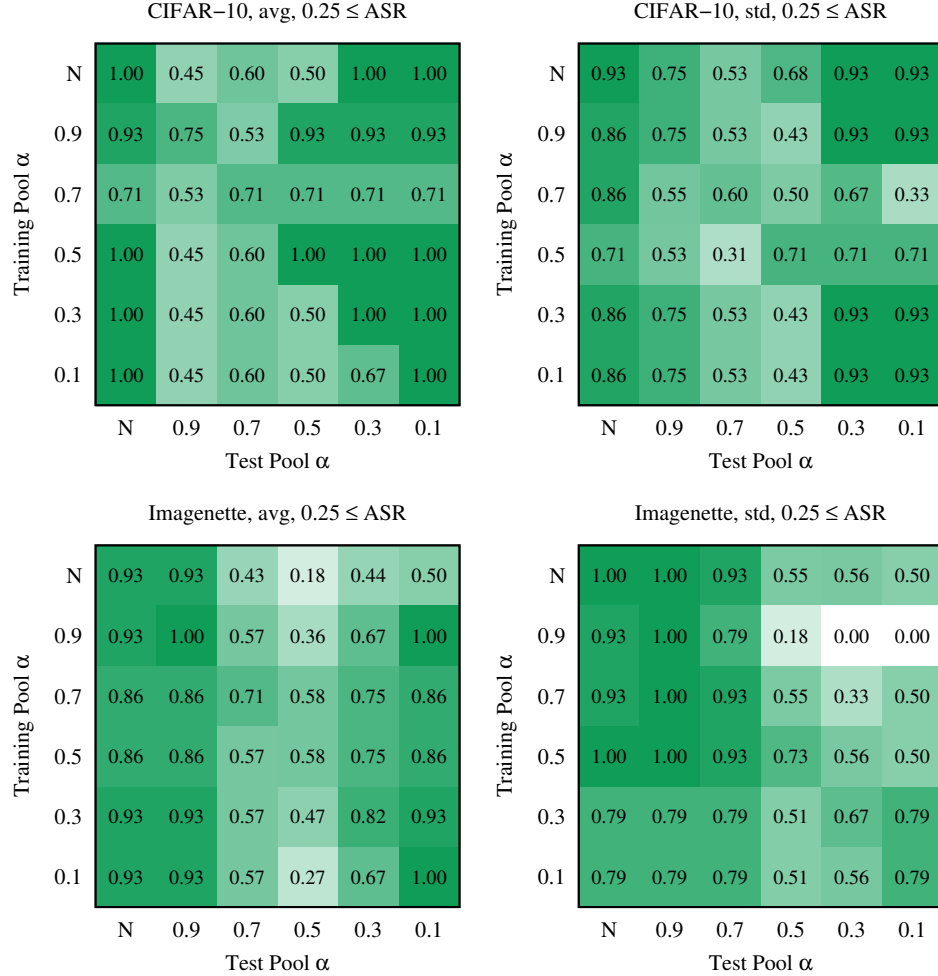 CIFAR−10, avg, 0.25 ≤ ASR
N 1.00 0.45 0.60 0.50 1.00 1.00
0.9 0.93 0.75 0.53 0.93 0.93 0.93
0.7 0.71 0.53 0.71 0.71 0.71 0.71
0.5 1.00 0.45 0.60 1.00 1.00 1.00
0.3 1.00 0.45 0.60 0.50 1.00 1.00
0.1 1.00 0.45 0.60 0.50 0.67 1.00
Training Pool α
N 0.9 0.7 0.5 0.3 0.1
Test Pool α
CIFAR−10, std, 0.25 ≤ ASR
N 0.93 0.75 0.53 0.68 0.93 0.93
0.9 0.86 0.75 0.53 0.43 0.93 0.93
0.7 0.86 0.55 0.60 0.50 0.67 0.33
0.5 0.71 0.53 0.31 0.71 0.71 0.71
0.3 0.86 0.75 0.53 0.43 0.93 0.93
0.1 0.86 0.75 0.53 0.43 0.93 0.93
Training Pool α
N 0.9 0.7 0.5 0.3 0.1
Test Pool α
Imagenette, avg, 0.25 ≤ ASR
N 0.93 0.93 0.43 0.18 0.44 0.50
0.9 0.93 1.00 0.57 0.36 0.67 1.00
0.7 0.86 0.86 0.71 0.58 0.75 0.86
0.5 0.86 0.86 0.57 0.58 0.75 0.86
0.3 0.93 0.93 0.57 0.47 0.82 0.93
0.1 0.93 0.93 0.57 0.27 0.67 1.00
Training Pool α
N 0.9 0.7 0.5 0.3 0.1
Test Pool α
Imagenette, std, 0.25 ≤ ASR
N 1.00 1.00 0.93 0.55 0.56 0.50
0.9 0.93 1.00 0.79 0.18 0.00 0.00
0.7 0.93 1.00 0.93 0.55 0.33 0.50
0.5 1.00 1.00 0.93 0.73 0.56 0.50
0.3 0.79 0.79 0.79 0.51 0.67 0.79
0.1 0.79 0.79 0.79 0.51 0.56 0.79
Training Pool α
N 0.9 0.7 0.5 0.3 0.1
Test Pool α